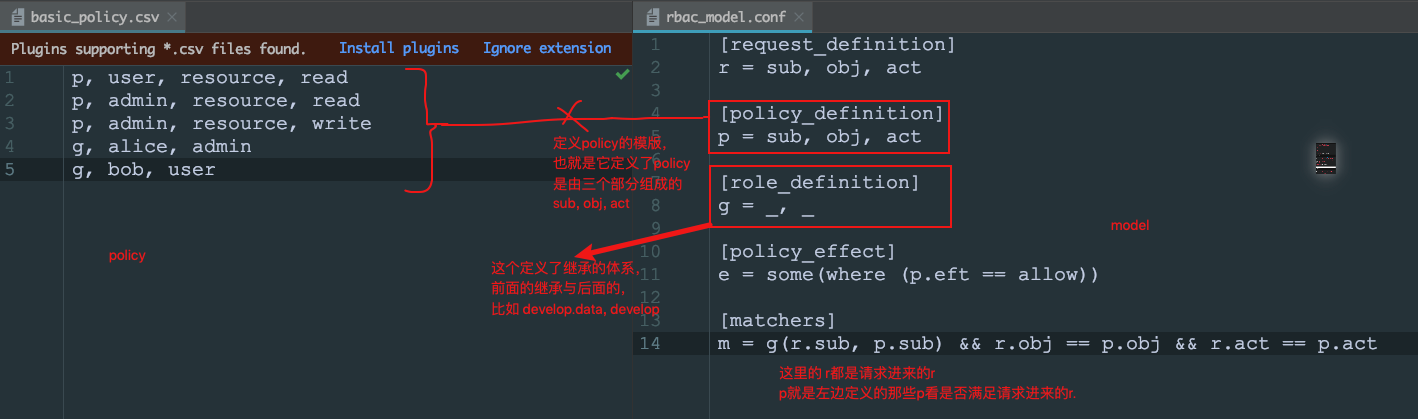 basic_policy.csv
Plugins supporting *.csv files found. Install plugins Ignore extension
1 p, user, resource, read
2 p, admin, resource, read
3 p, admin, resource, write
4 g, alice, admin
5 g, bob, user
policy
定义policy的模版，
也就是它定义了policy
是由三个部分组成的
sub, obj, act
这个定义了继承的体系，
前面的继承与后面的，
比如 develop.data, develop
rbac_model.conf
1 [request_definition]
2 r = sub, obj, act
3
4 [policy_definition]
5 p = sub, obj, act
6
7 [role_definition]
8 g = _, _
9
10 [policy_effect]
11 e = some(where (p.eft == allow))
12
13 [matchers]
14 m = g(r.sub, p.sub) && r.obj == p.obj && r.act == p.act
model
这里的 r都是请求进来的r
p就是左边定义的那些p看是否满足请求进来的r.